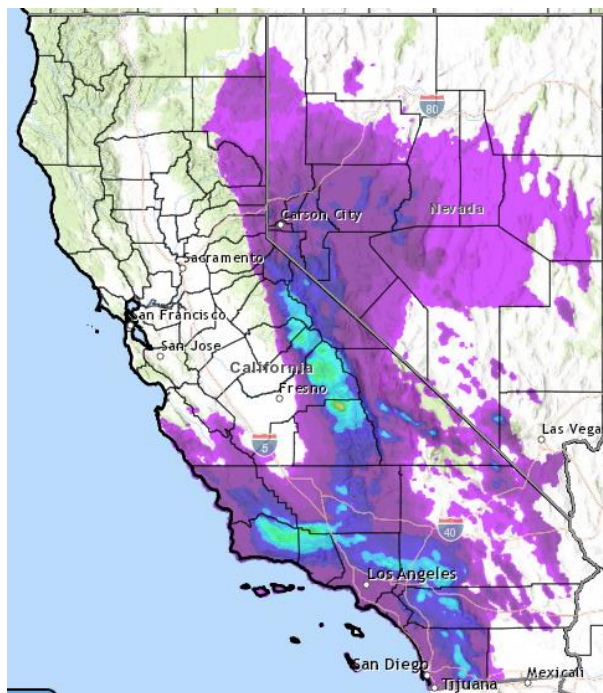 80
Carson City
Nevada
Sacramento
San Francisco
San Jose
California
Fresno
5
Las Vega
40
Los Angeles
San Diego
Tijuana
Mexicali